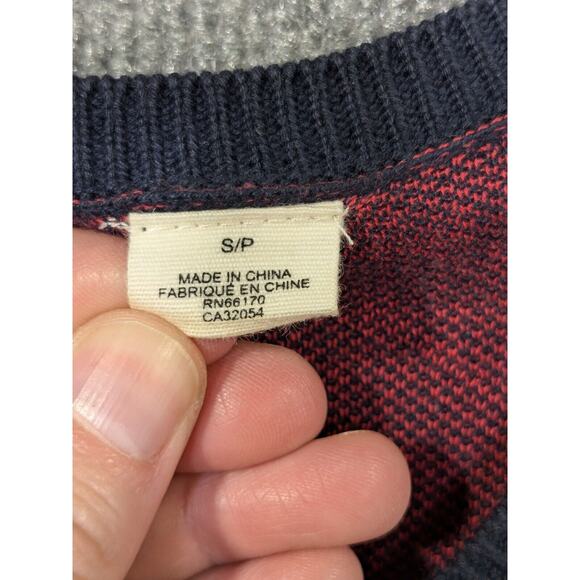 S/P
MADE IN CHINA
FABRIQUÉ EN CHINE
RN66170
CA32054